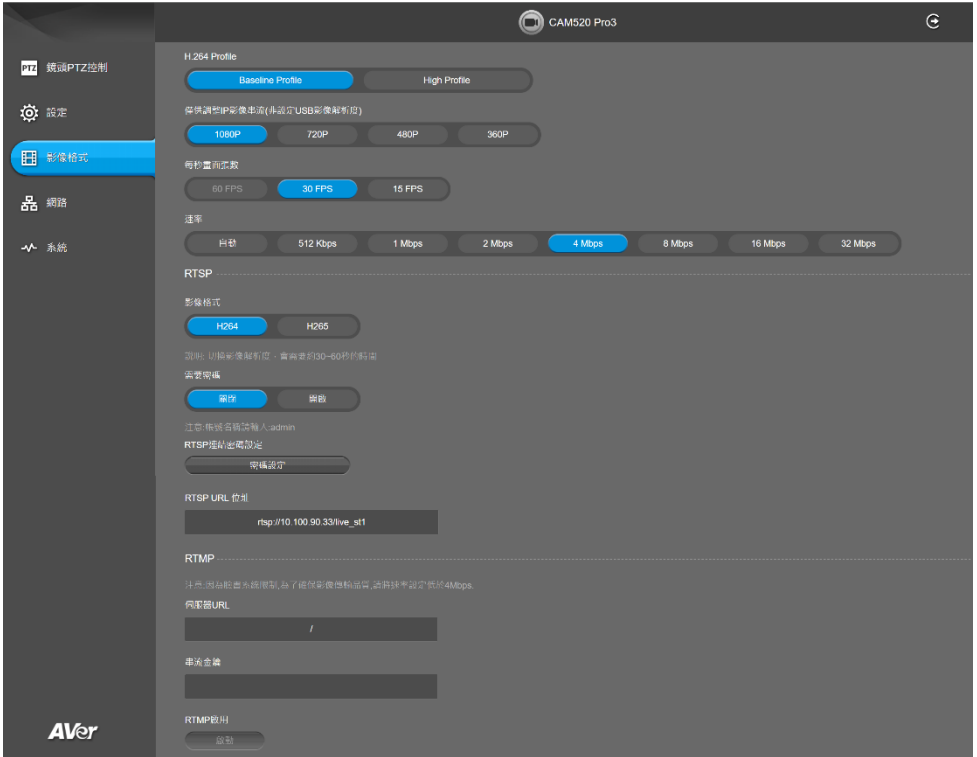 CAM520 Pro3
PTZ 鏡頭PTZ控制
設定
影像格式
網路
系統
AVer
H.264 Profile
Baseline Profile High Profile
僅供調整IP影像串流(非設定USB影像解析度)
1080P 720P 480P 360P
每秒畫面張數
60 FPS 30 FPS 15 FPS
速率
自動 512 Kbps 1 Mbps 2 Mbps 4 Mbps 8 Mbps 16 Mbps 32 Mbps
RTSP
影像格式
H264 H265
說明: 切換影像解析度，會需要約30~60秒的時間
需要密碼
關閉 開啟
注意:帳號名稱請輸入:admin
RTSP連結密碼設定
密碼設定
RTSP URL 位址
rtsp://10.100.90.33/live_st1
RTMP
注意:因為臉書系統限制,為了確保影像傳輸品質,請將速率設定低於4Mbps.
伺服器URL
/
串流金鑰
RTMP啟用
啟動